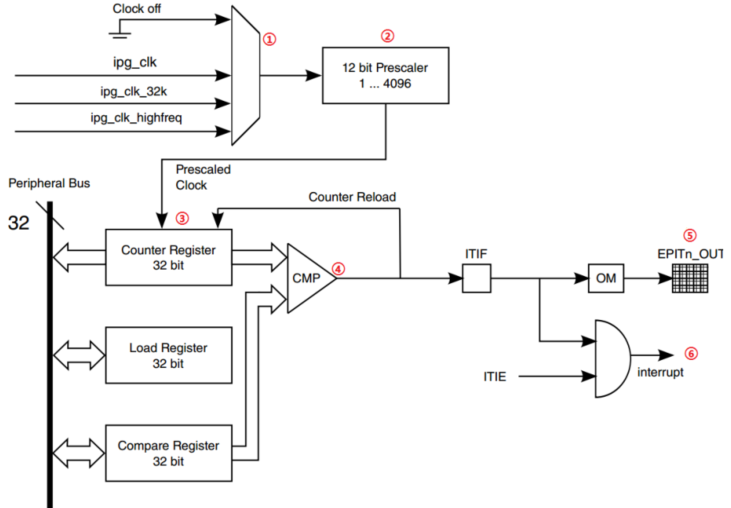 Clock off
①
ipg_clk
ipg_clk_32k
ipg_clk_highfreq
②
12 bit Prescaler
1 ... 4096
Prescaled
Clock
Peripheral Bus
32
③
Counter Reload
Counter Register
32 bit
CMP
④
ITIF
OM
⑤
EPITn_OUT
Load Register
32 bit
ITIE
⑥
interrupt
Compare Register
32 bit